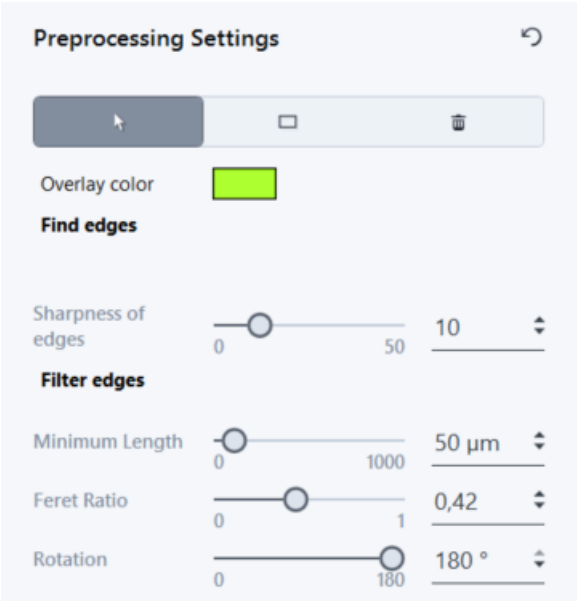 Preprocessing Settings
Overlay color
Find edges
Sharpness of
edges
0
50
10
Filter edges
Minimum Length
0
1000
50 µm
Feret Ratio
0
1
0,42
Rotation
0
180
180 °